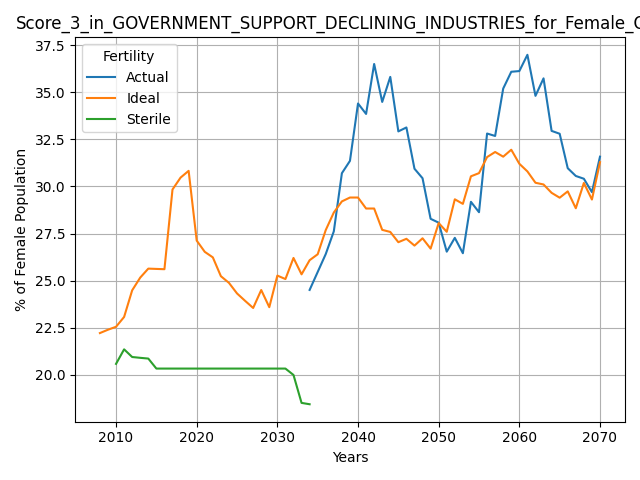 Score_3_in_GOVERNMENT_SUPPORT_DECLINING_INDUSTRIES_for_Female_
Fertility
Actual
Ideal
Sterile
% of Female Population
37.5
35.0
32.5
30.0
27.5
25.0
22.5
20.0
2010 2020 2030 2040 2050 2060 2070
Years